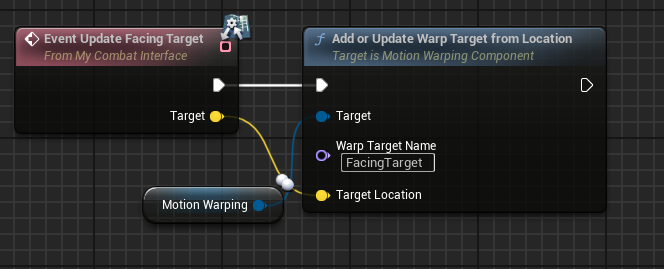 Event Update Facing Target
From My Combat Interface
Target
Add or Update Warp Target from Location
Target is Motion Warping Component
Target
Warp Target Name
FacingTarget
Target Location
Motion Warping